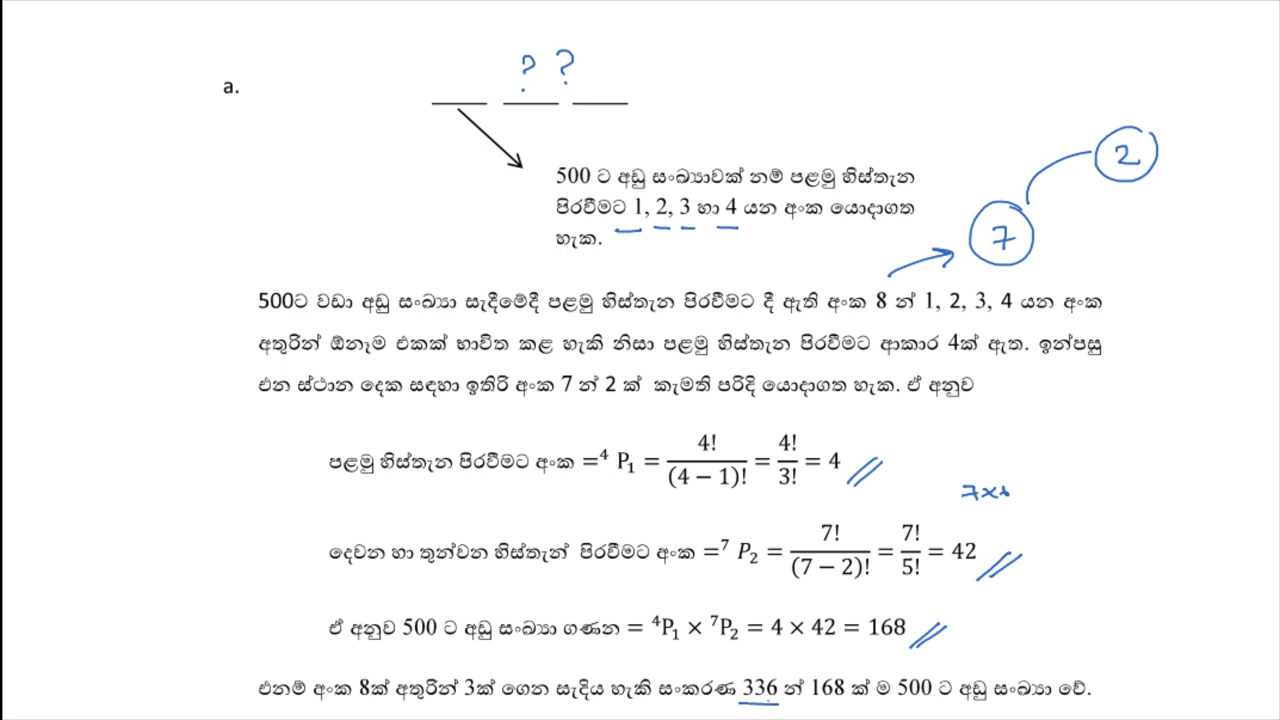 ? ?
a.
500 ට අඩු සංඛ්‍යාවක් නම් පළමු හිස්තැන
පිරවීමට 1, 2, 3 හා 4 යන අංක යොදාගත
හැක.
2
7
500ට වඩා අඩු සංඛ්‍යා සැදීමේදී පළමු හිස්තැන පිරවීමට දී ඇති අංක 8 න් 1, 2, 3, 4 යන අංක
අතුරින් ඕනෑම එකක් භාවිත කළ හැකි නිසා පළමු හිස්තැන පිරවීමට ආකාර 4ක් ඇත. ඉන්පසු
එන ස්ථාන දෙක සඳහා ඉතිරි අංක 7 න් 2 ක් කැමති පරිදි යොදාගත හැක. ඒ අනුව
පළමු හිස්තැන පිරවීමට අංක =⁴ P₁ = 4!/(4 − 1)! = 4!/3! = 4
දෙවන හා තුන්වන හිස්තැන් පිරවීමට අංක =⁷ P₂ = 7!/(7 − 2)! = 7!/5! = 42
ඒ අනුව 500 ට අඩු සංඛ්‍යා ගණන = ⁴P₁ × ⁷P₂ = 4 × 42 = 168
එනම් අංක 8ක් අතුරින් 3ක් ගෙන සැදිය හැකි සංකරණ 336 න් 168 ක් ම 500 ට අඩු සංඛ්‍යා වේ.